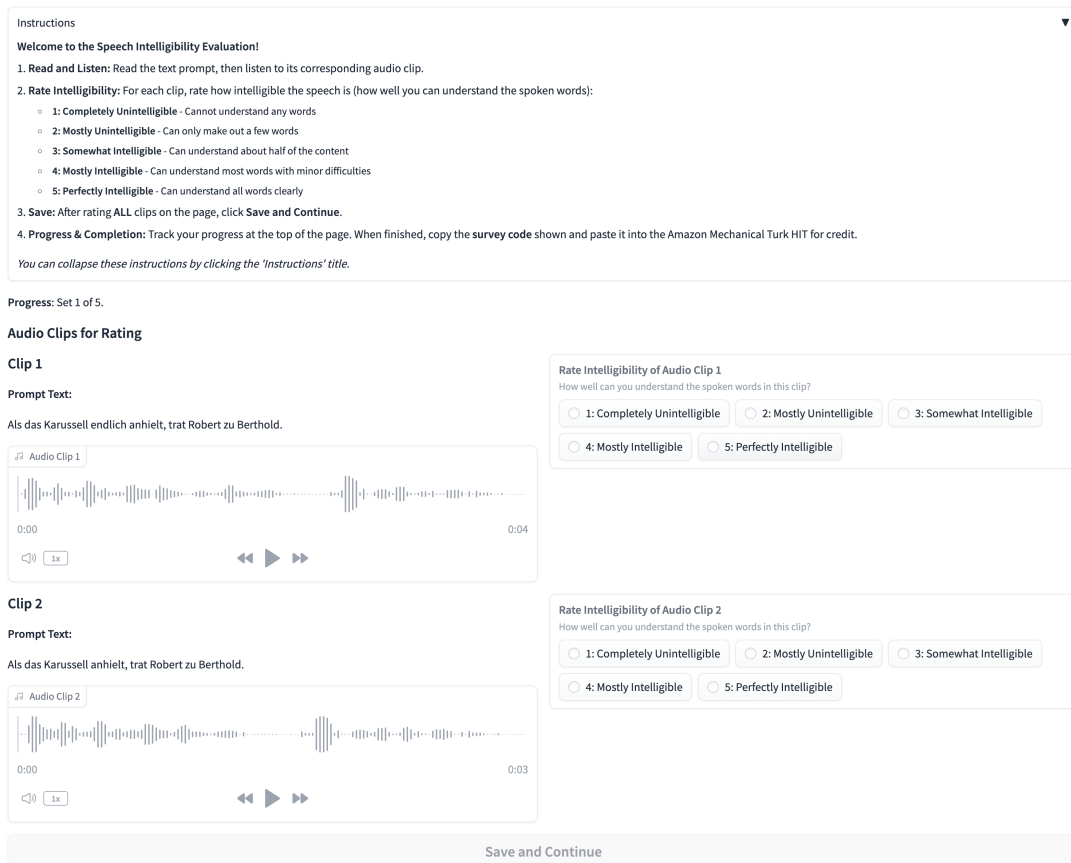 Instructions ▼
Welcome to the Speech Intelligibility Evaluation!
1. Read and Listen: Read the text prompt, then listen to its corresponding audio clip.
2. Rate Intelligibility: For each clip, rate how intelligible the speech is (how well you can understand the spoken words):
1: Completely Unintelligible - Cannot understand any words
2: Mostly Unintelligible - Can only make out a few words
3: Somewhat Intelligible - Can understand about half of the content
4: Mostly Intelligible - Can understand most words with minor difficulties
5: Perfectly Intelligible - Can understand all words clearly
3. Save: After rating ALL clips on the page, click Save and Continue.
4. Progress & Completion: Track your progress at the top of the page. When finished, copy the survey code shown and paste it into the Amazon Mechanical Turk HIT for credit.
You can collapse these instructions by clicking the 'Instructions' title.
Progress: Set 1 of 5.
Audio Clips for Rating
Clip 1
Prompt Text:
Als das Karussell endlich anhielt, trat Robert zu Berthold.
Audio Clip 1
0:00 0:04
1x
Rate Intelligibility of Audio Clip 1
How well can you understand the spoken words in this clip?
1: Completely Unintelligible 2: Mostly Unintelligible 3: Somewhat Intelligible
4: Mostly Intelligible 5: Perfectly Intelligible
Clip 2
Prompt Text:
Als das Karussell anhielt, trat Robert zu Berthold.
Audio Clip 2
0:00 0:03
1x
Rate Intelligibility of Audio Clip 2
How well can you understand the spoken words in this clip?
1: Completely Unintelligible 2: Mostly Unintelligible 3: Somewhat Intelligible
4: Mostly Intelligible 5: Perfectly Intelligible
Save and Continue